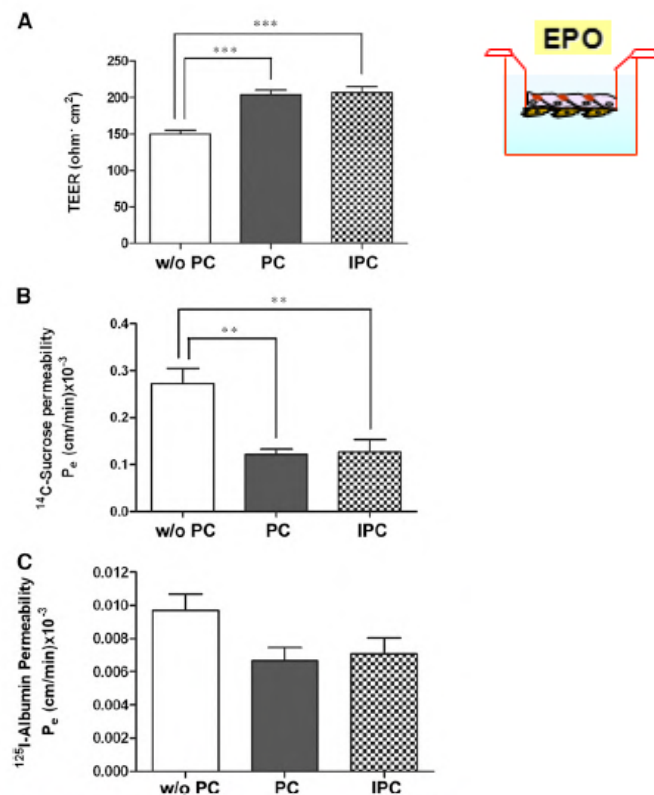 A
EPO
***
***
TEER (ohm· cm²)
250
200
150
100
50
0
w/o PC PC IPC
B
**
**
¹⁴C-Sucrose permeability
Pₑ (cm/min)x10⁻³
0.4
0.3
0.2
0.1
0.0
w/o PC PC IPC
C
¹²⁵I-Albumin Permeability
Pₑ (cm/min)x10⁻³
0.012
0.010
0.008
0.006
0.004
0.002
0.000
w/o PC PC IPC